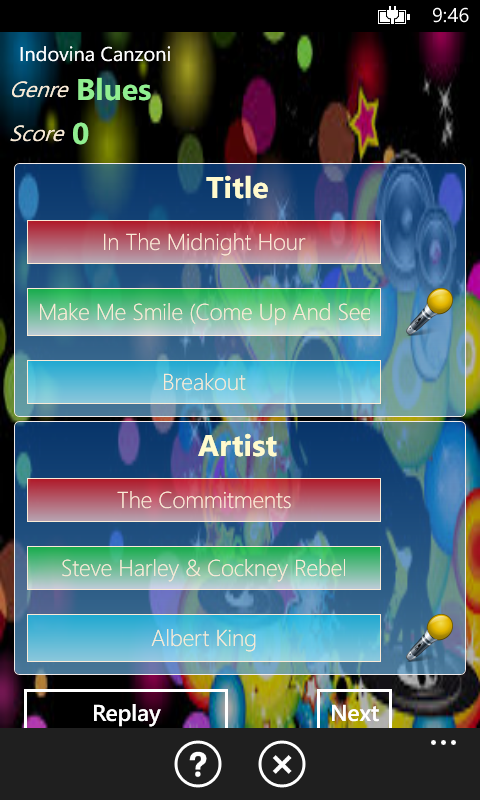 9:46
Indovina Canzoni
Genre Blues
Score 0
Title
In The Midnight Hour
Make Me Smile (Come Up And See
Breakout
Artist
The Commitments
Steve Harley & Cockney Rebel
Albert King
Replay Next